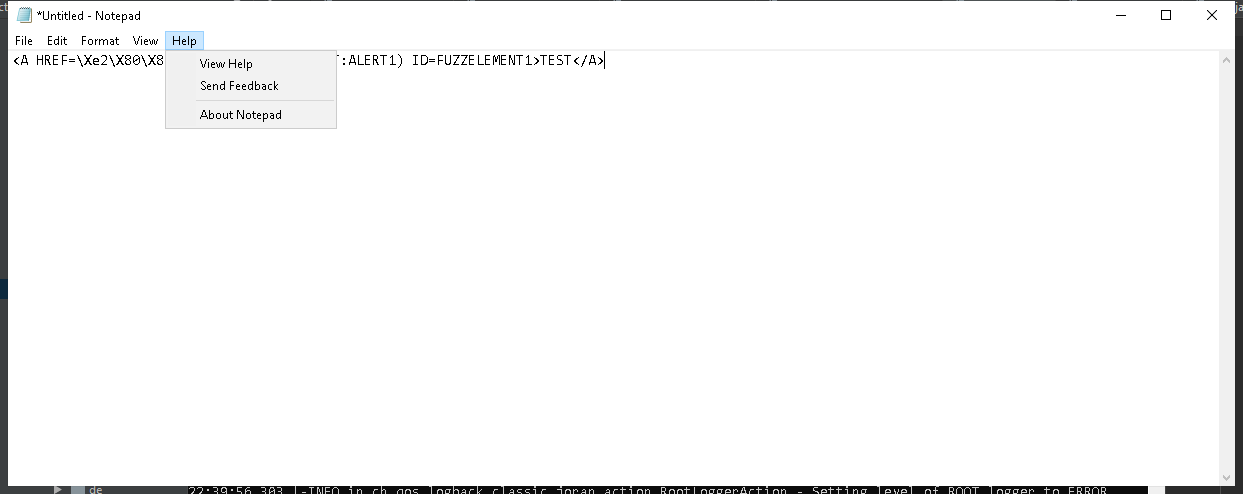 *Untitled - Notepad
File Edit Format View Help
<A HREF=\Xe2\X80\X8 T:ALERT1) ID=FUZZELEMENT1>TEST</A>
View Help
Send Feedback
About Notepad
de 22:39:56,303 |-INFO in ch.qos.logback.classic.joran.action.RootLoggerAction - Setting level of ROOT logger to ERROR